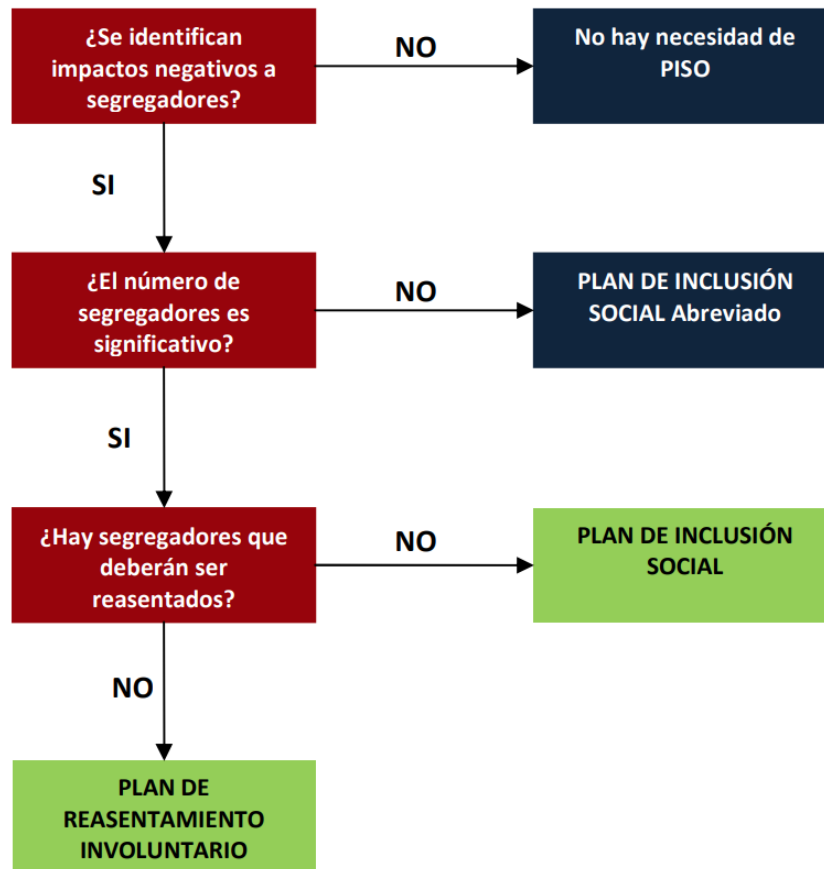 ¿Se identifican
impactos negativos a
segregadores?
NO
No hay necesidad de
PISO
SI
¿El número de
segregadores es
significativo?
NO
PLAN DE INCLUSIÓN
SOCIAL Abreviado
SI
¿Hay segregadores que
deberán ser
reasentados?
NO
PLAN DE INCLUSIÓN
SOCIAL
NO
PLAN DE
REASENTAMIENTO
INVOLUNTARIO